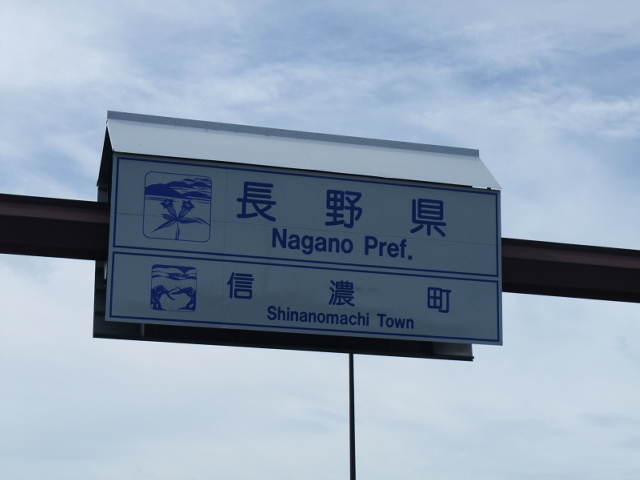 長野県
Nagano Pref.
信濃町
Shinanomachi Town